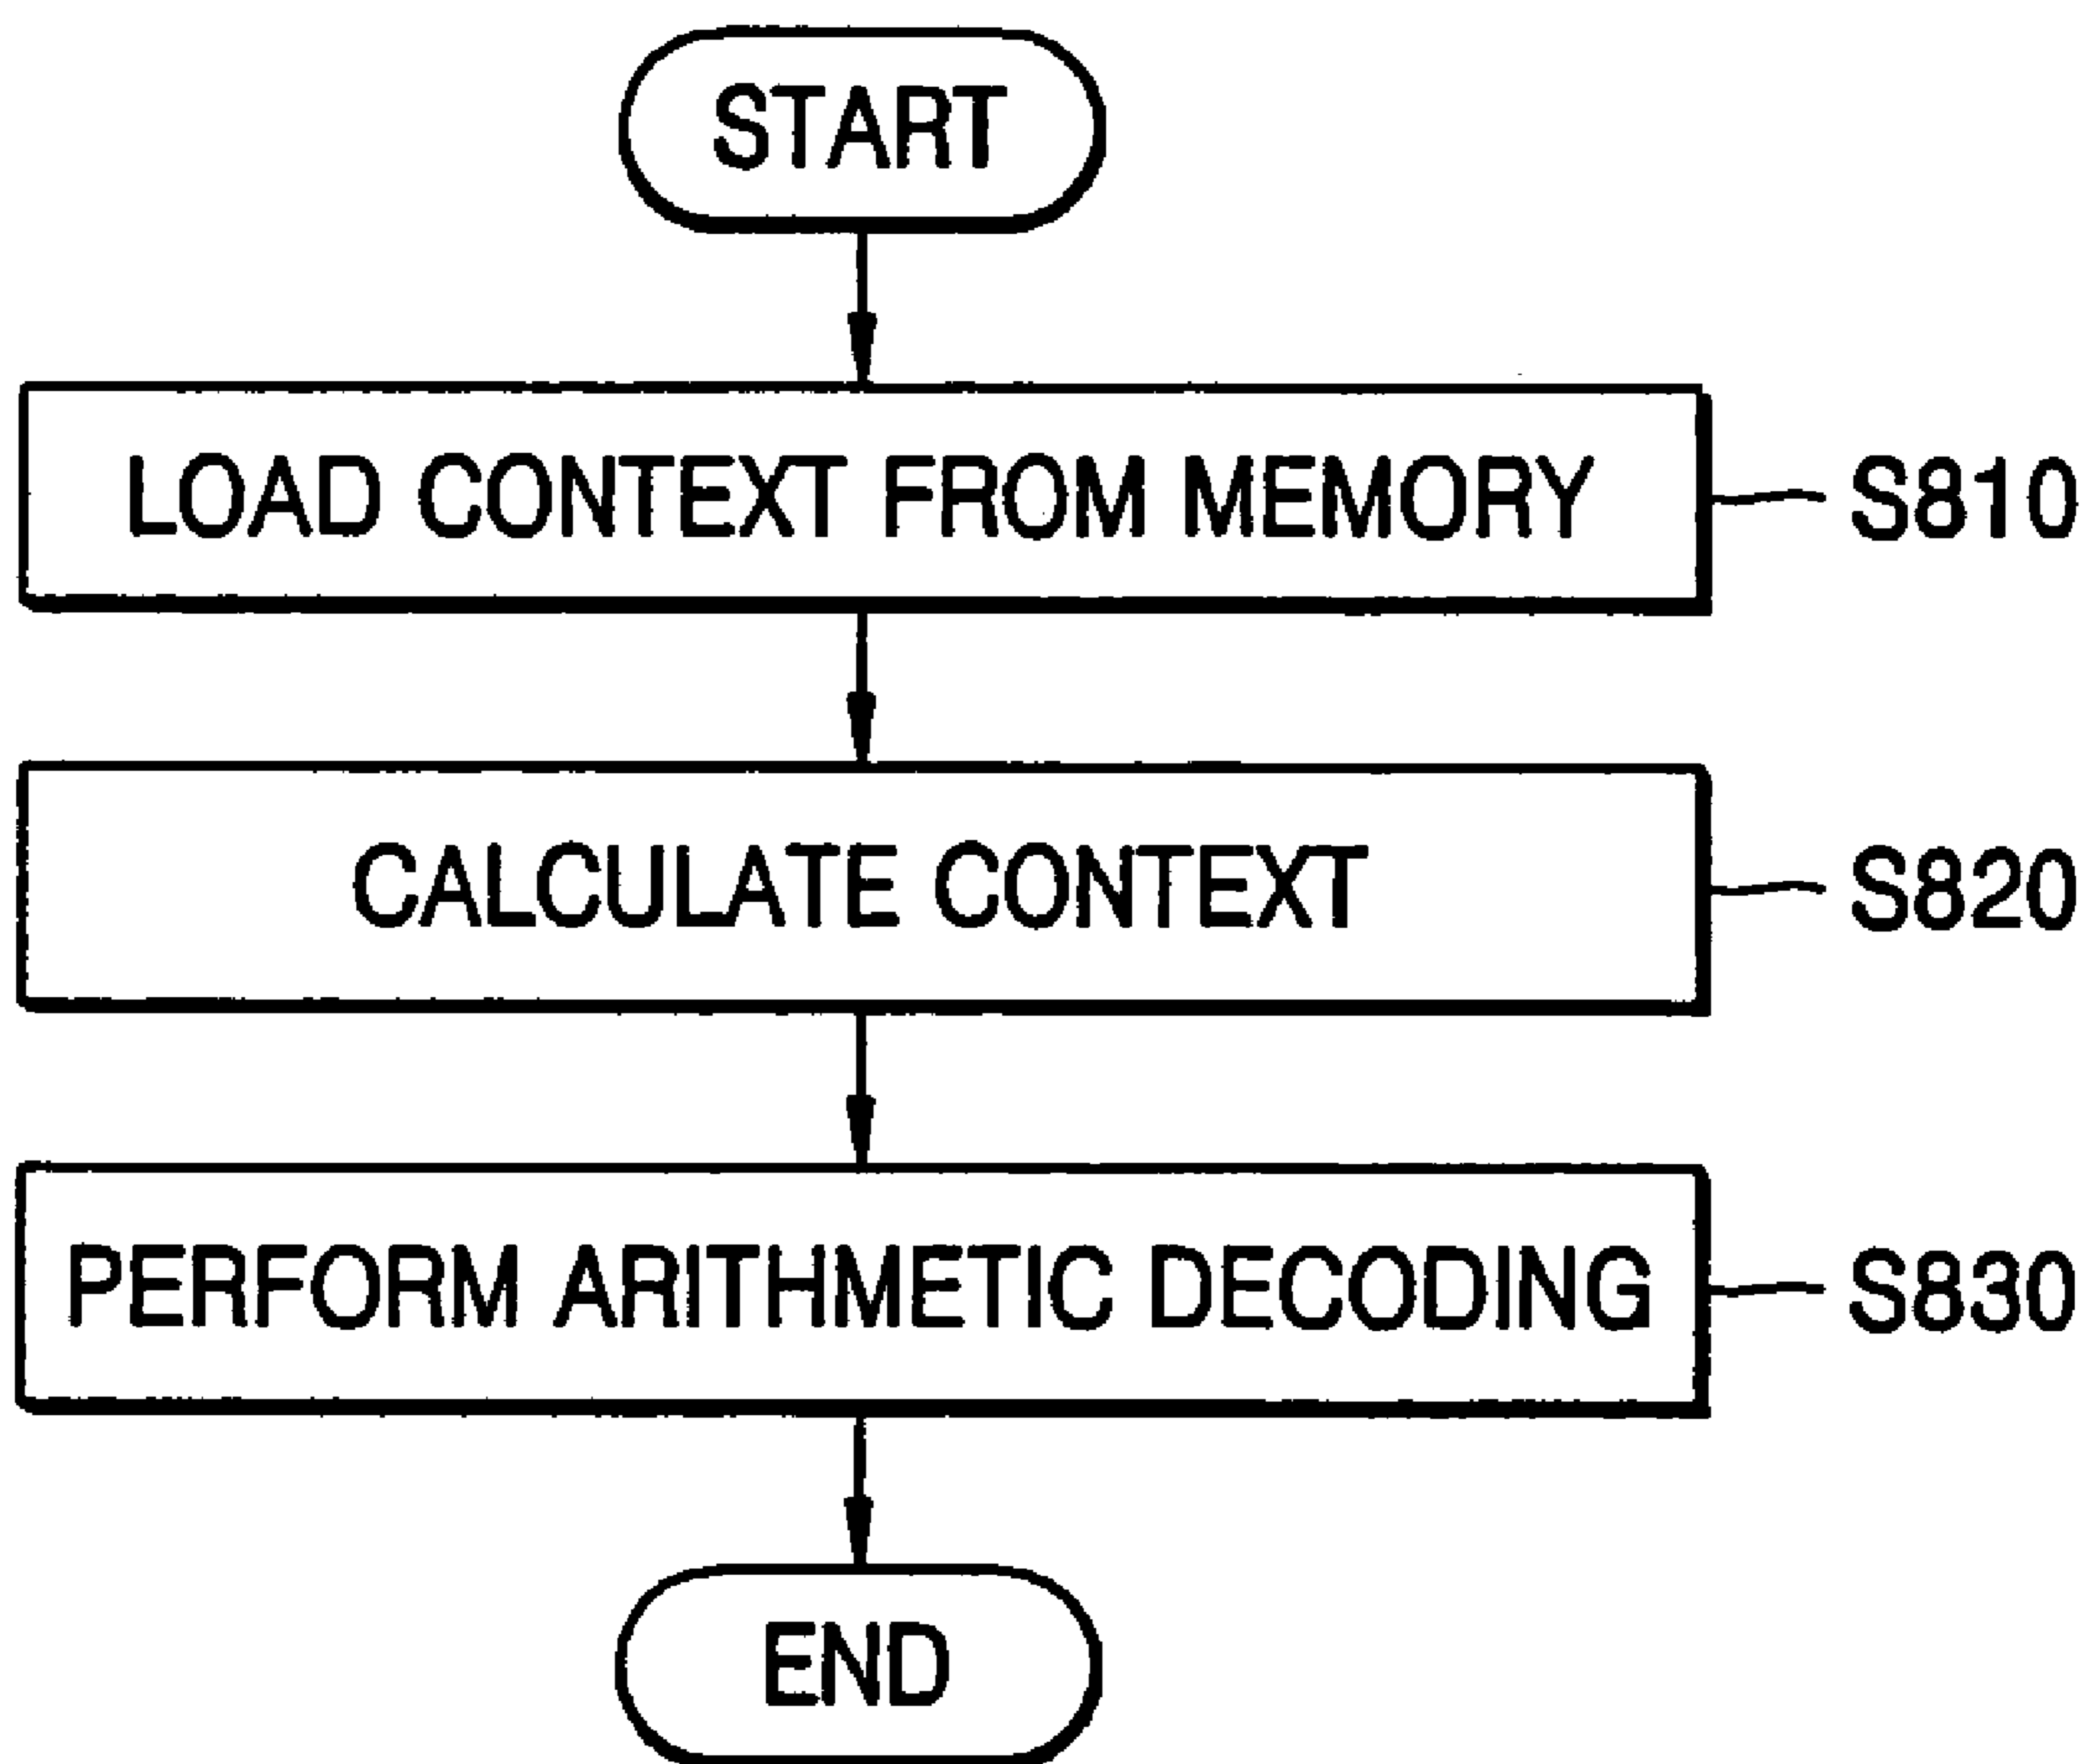 START
LOAD CONTEXT FROM MEMORY
S810
CALCULATE CONTEXT
S820
PERFORM ARITHMETIC DECODING
S830
END